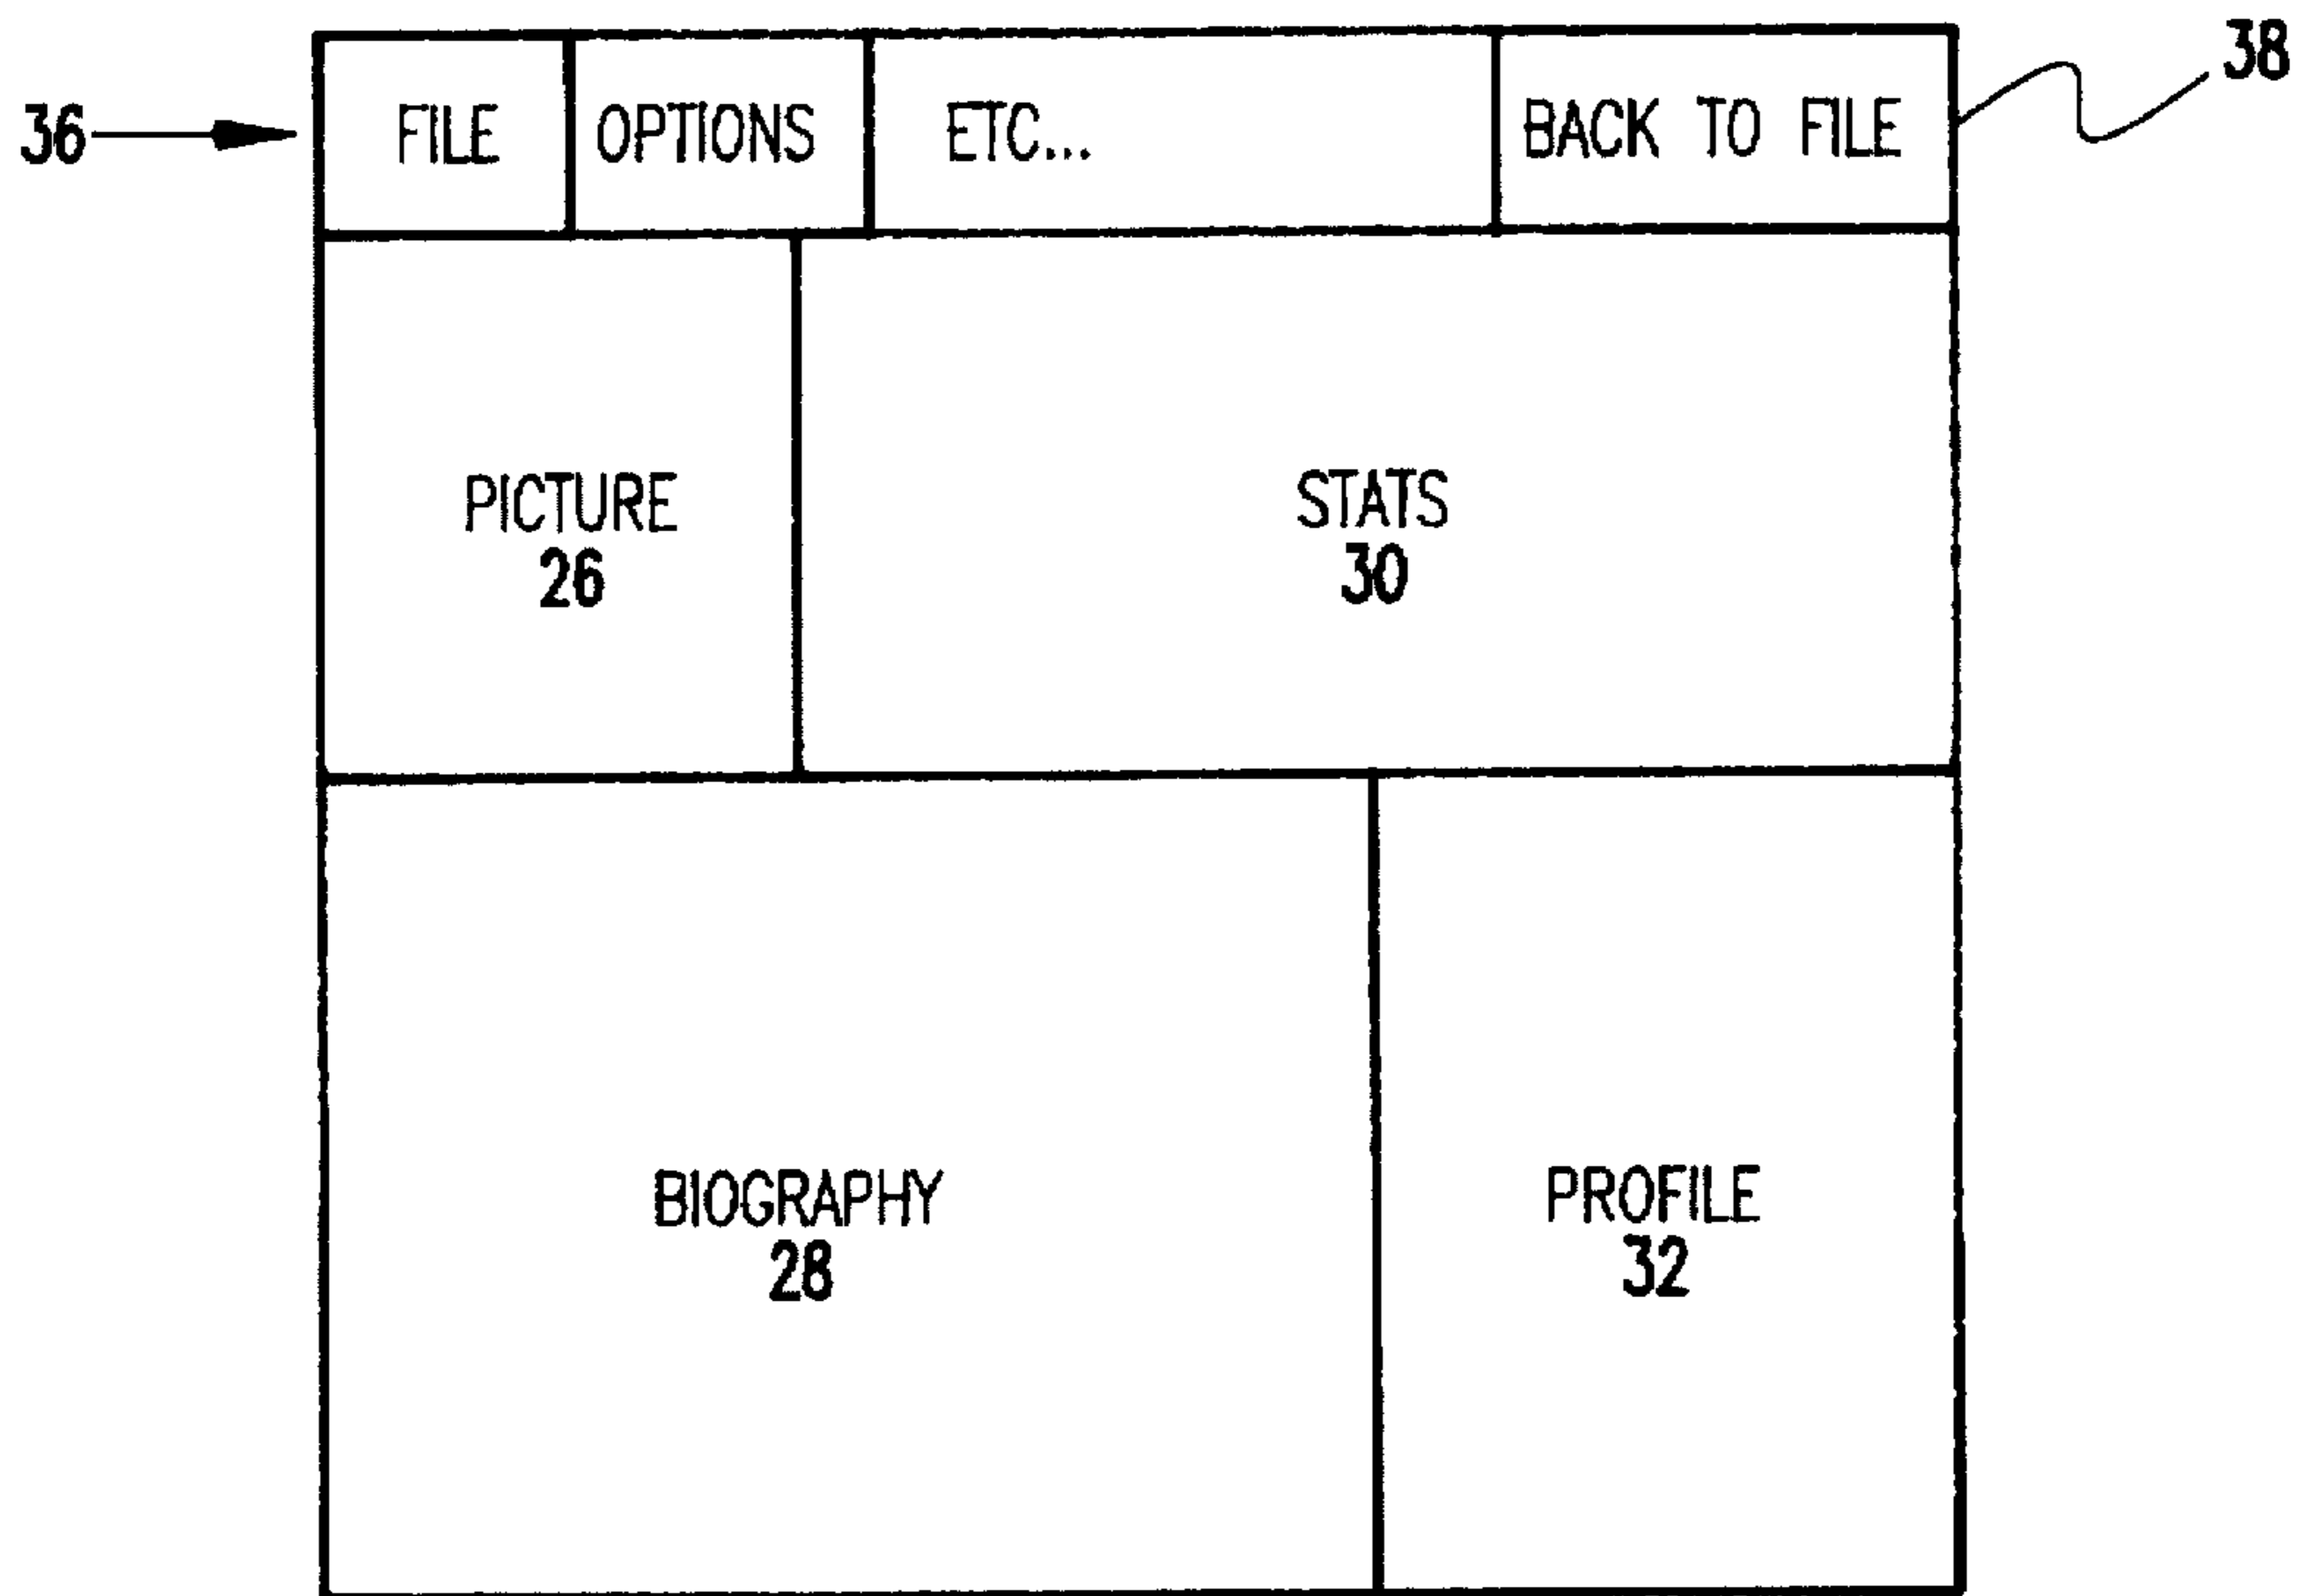 38
36
FILE OPTIONS ETC... BACK TO FILE
PICTURE STATS
26 30
BIOGRAPHY PROFILE
28 32